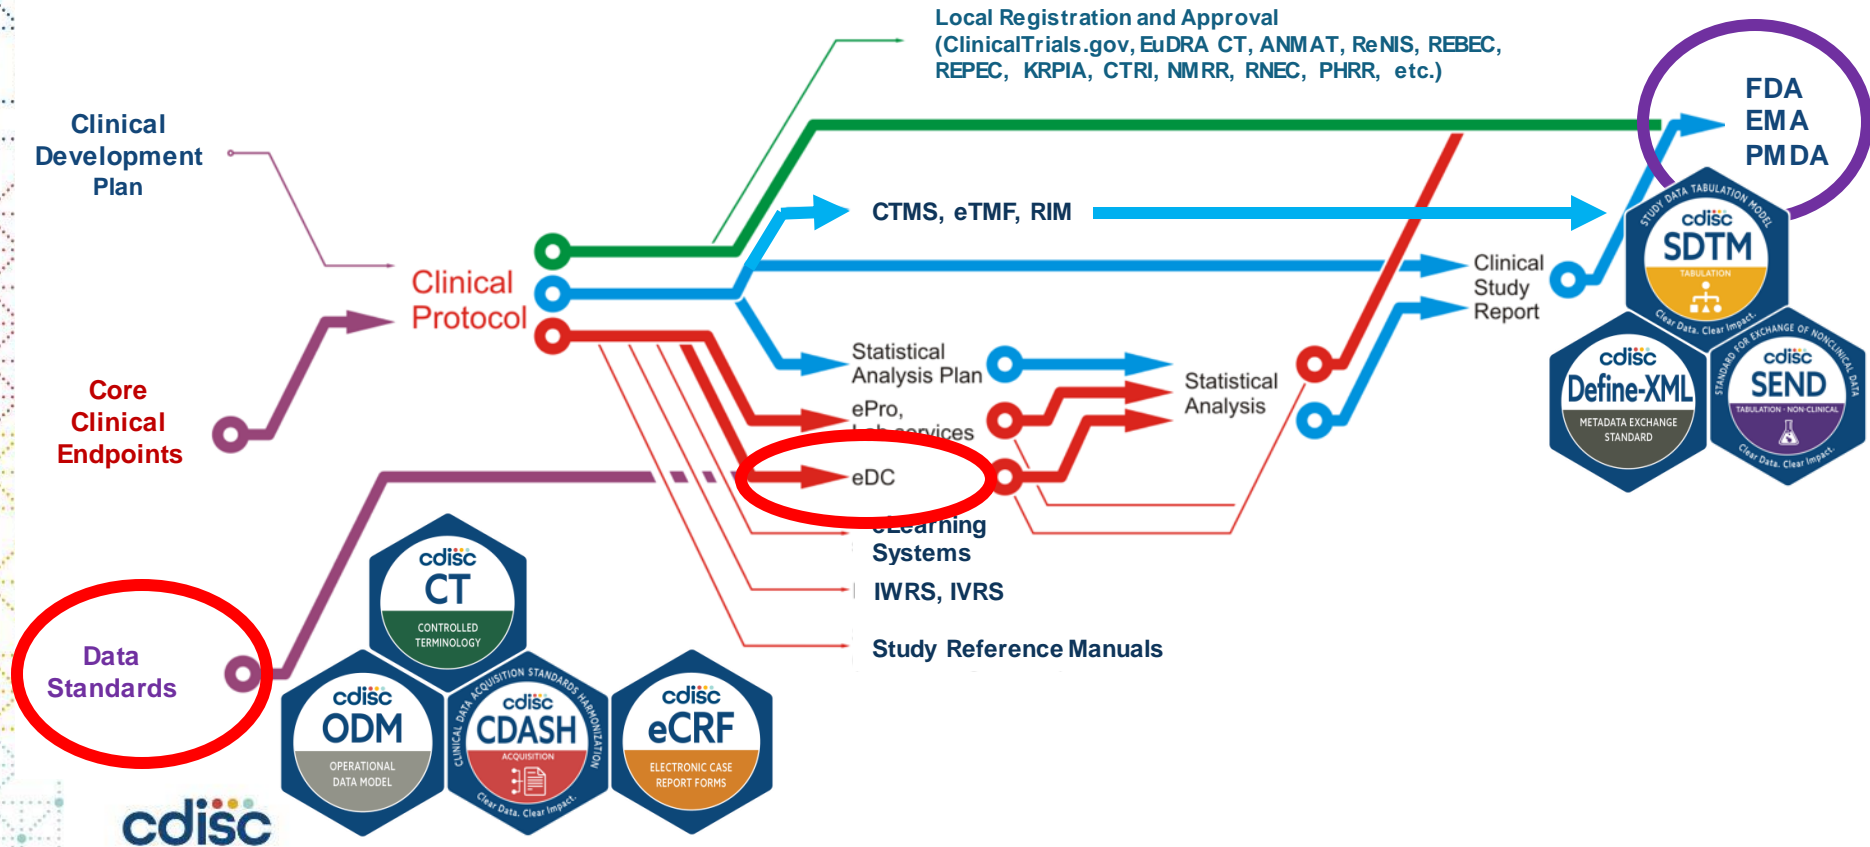 Local Registration and Approval
(ClinicalTrials.gov, EuDRA CT, ANMAT, ReNIS, REBEC,
REPEC, KRPIA, CTRI, NMRR, RNEC, PHRR, etc.)
FDA
EMA
PMDA
Clinical
Development
Plan
CTMS, eTMF, RIM
Clinical
Protocol
Clinical
Study
Report
STUDY DATA TABULATION MODEL
cdisc
SDTM
TABULATION
Clear Data. Clear Impact.
Statistical
Analysis Plan
Statistical
Analysis
ePro,
Lab services
eDC
eLearning
Systems
IWRS, IVRS
Study Reference Manuals
Core
Clinical
Endpoints
cdisc
Define-XML
METADATA EXCHANGE
STANDARD
STANDARD FOR EXCHANGE OF NONCLINICAL DATA
cdisc
SEND
TABULATION - NON-CLINICAL
Clear Data. Clear Impact.
Data
Standards
cdisc
CT
CONTROLLED
TERMINOLOGY
cdisc
ODM
OPERATIONAL
DATA MODEL
CLINICAL DATA ACQUISITION STANDARDS HARMONIZATION
cdisc
CDASH
ACQUISITION
Clear Data. Clear Impact.
cdisc
eCRF
ELECTRONIC CASE
REPORT FORMS
cdisc